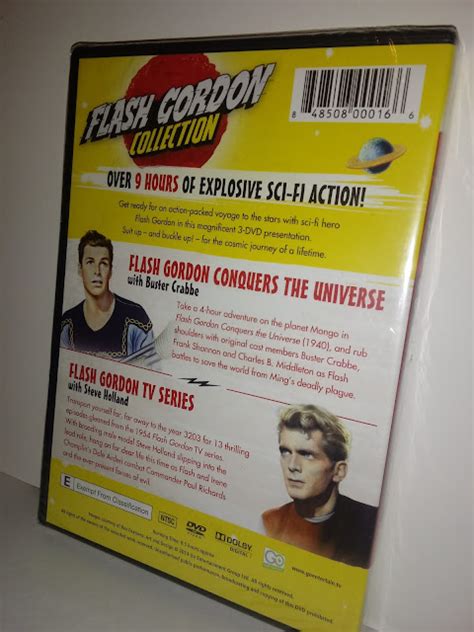 FLASH GORDON
COLLECTION
8 48508 00016 6
OVER 9 HOURS OF EXPLOSIVE SCI-FI ACTION!
Get ready for an action-packed voyage to the stars with sci-fi hero
Flash Gordon in this magnificent 3-DVD presentation.
Suit up – and buckle up! – for the cosmic journey of a lifetime.
FLASH GORDON CONQUERS THE UNIVERSE
with Buster Crabbe
Take a 4-hour adventure on the planet Mongo in
Flash Gordon Conquers the Universe (1940), and rub
shoulders with original cast members Buster Crabbe,
Frank Shannon and Charles B. Middleton as Flash
battles to save the world from Ming's deadly plague.
FLASH GORDON TV SERIES
with Steve Holland
Transport yourself far, far away to the year 3203 for 13 thrilling
episodes gleaned from the 1954 Flash Gordon TV series.
With brooding male model Steve Holland slipping into the
lead role, hang on for dear life this time as Flash and Irene
Champlin's Dale Arden combat Commander Paul Richards
and the ever-present forces of evil.
E Exempt From Classification
NTSC
DVD
DOLBY
DIGITAL
Go
www.goentertain.tv